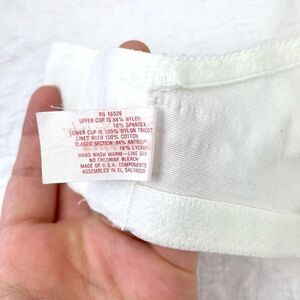 RN 16526
UPPER CUP IS 84% NYLON
16% SPANDEX
LOWER CUP IS 100% NYLON TRICOT
LINED WITH 100% COTTON
ELASTIC SECTION: 84% ANTRON
16% LYCRA
HAND WASH WARM—LINE DRY
NO CHLORINE BLEACH
MADE OF U.S.A. COMPONENTS
ASSEMBLED IN EL SALVADOR